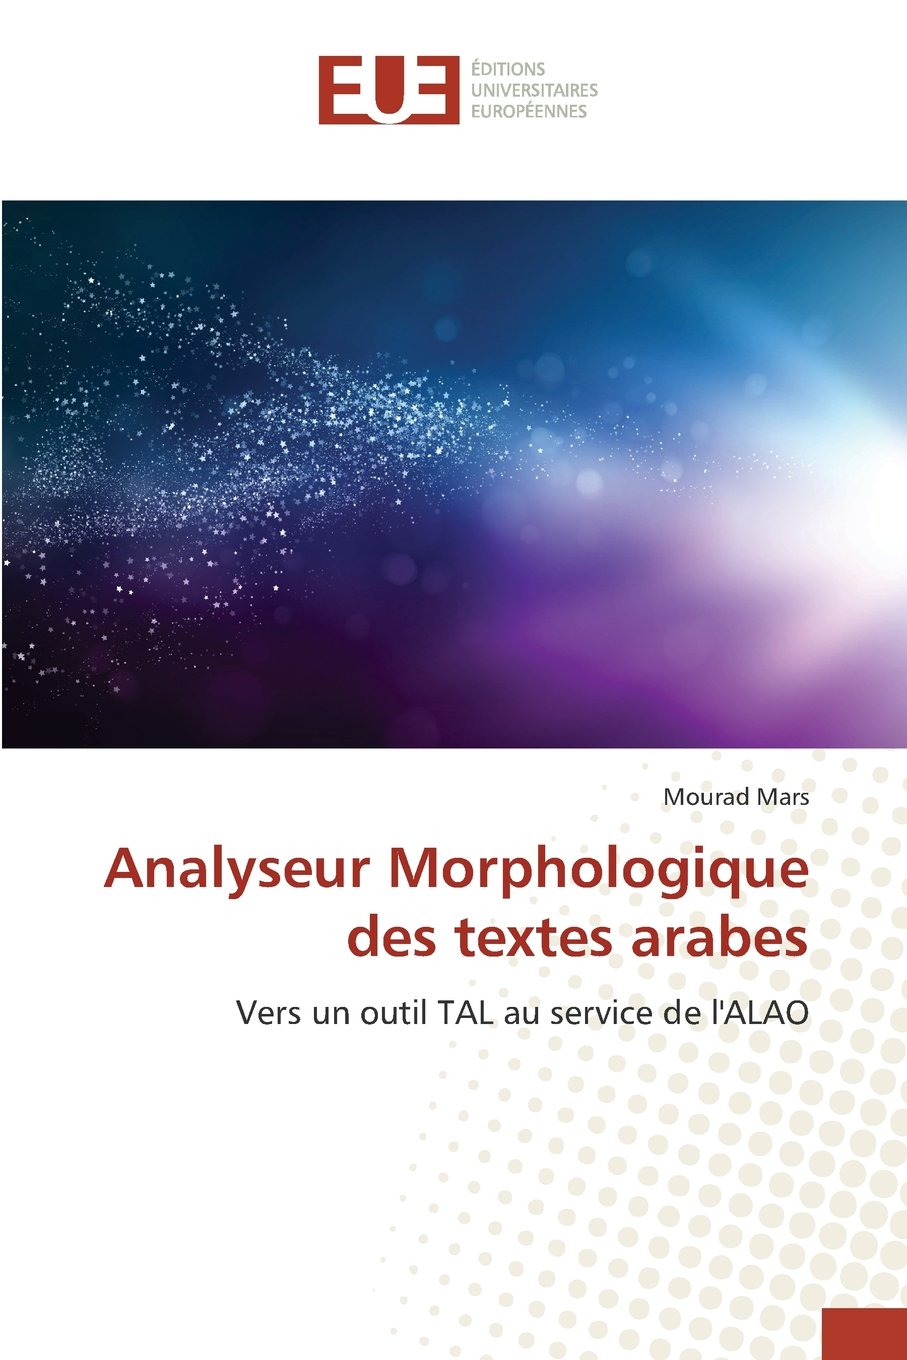 EUE
ÉDITIONS
UNIVERSITAIRES
EUROPÉENNES
Mourad Mars
Analyseur Morphologique
des textes arabes
Vers un outil TAL au service de l'ALAO